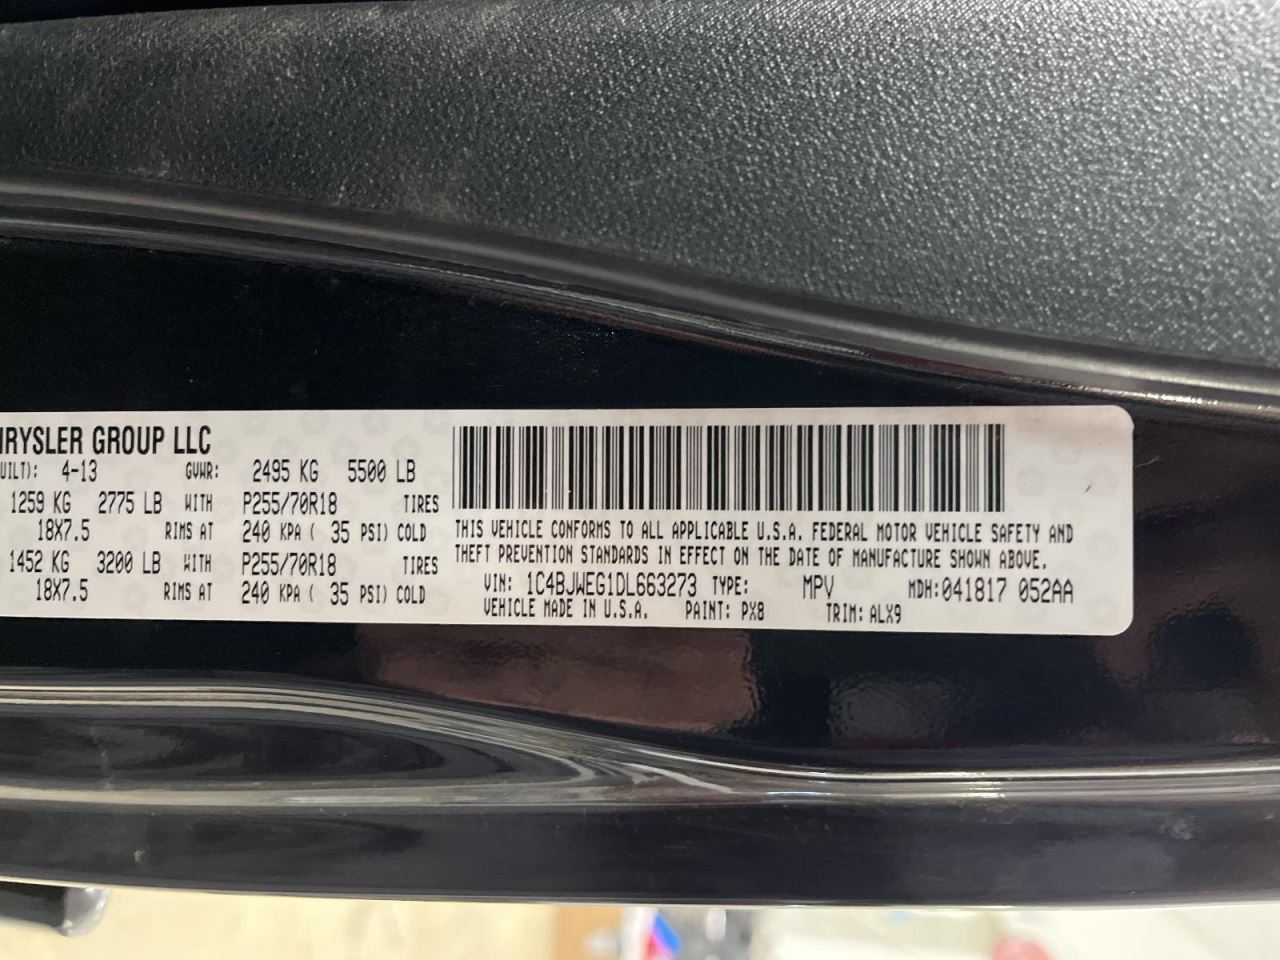 HRYSLER GROUP LLC
UILT): 4-13 GVWR: 2495 KG 5500 LB
1259 KG 2775 LB WITH P255/70R18 TIRES
18X7.5 RIMS AT 240 KPA ( 35 PSI) COLD
1452 KG 3200 LB WITH P255/70R18 TIRES
18X7.5 RIMS AT 240 KPA ( 35 PSI) COLD
THIS VEHICLE CONFORMS TO ALL APPLICABLE U.S.A. FEDERAL MOTOR VEHICLE SAFETY AND
THEFT PREVENTION STANDARDS IN EFFECT ON THE DATE OF MANUFACTURE SHOWN ABOVE.
VIN: 1C4BJWEG1DL663273 TYPE: MPV MDH:041817 052AA
VEHICLE MADE IN U.S.A. PAINT: PX8 TRIM: ALX9